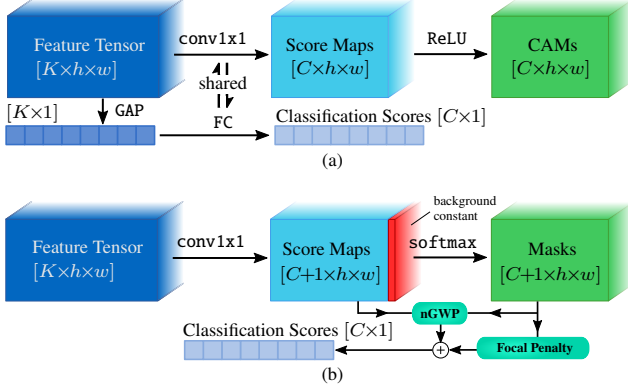 Feature Tensor
[K×h×w]
conv1x1
Score Maps
[C×h×w]
ReLU
CAMs
[C×h×w]
shared
[K×1]
GAP
FC
Classification Scores [C×1]
(a)
background
constant
Feature Tensor
[K×h×w]
conv1x1
Score Maps
[C+1×h×w]
softmax
Masks
[C+1×h×w]
nGWP
Classification Scores [C×1]
+
Focal Penalty
(b)